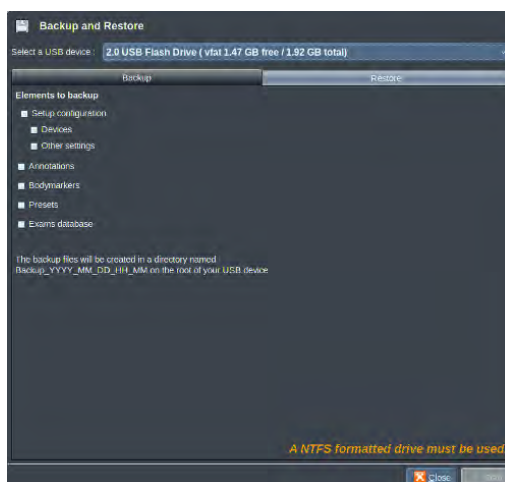 Backup and Restore
Select a USB device : 2.0 USB Flash Drive ( vfat 1.47 GB free / 1.92 GB total)
Backup Restore
Elements to backup
Setup configuration
Devices
Other settings
Annotations
Bodymarkers
Presets
Exams database
The backup files will be created in a directory named
Backup_YYYY_MM_DD_HH_MM on the root of your USB device
A NTFS formatted drive must be used.
Close